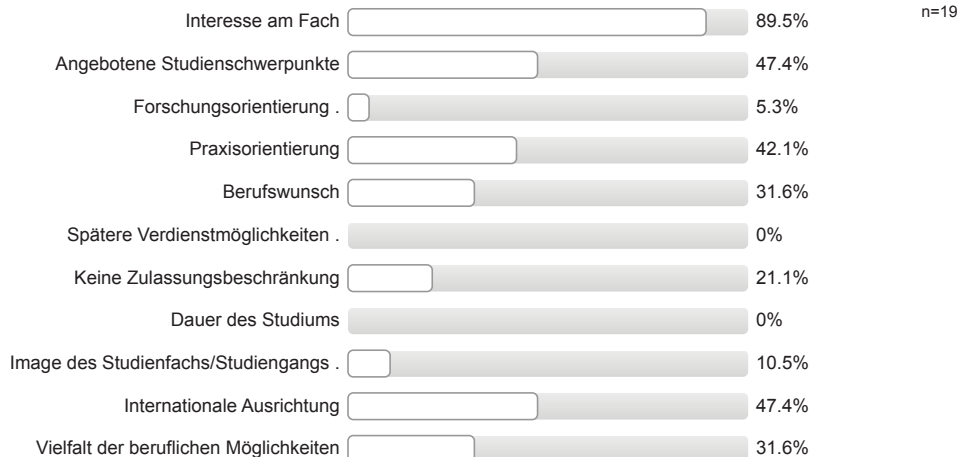 n=19
Interesse am Fach 89.5%
Angebotene Studienschwerpunkte 47.4%
Forschungsorientierung . 5.3%
Praxisorientierung 42.1%
Berufswunsch 31.6%
Spätere Verdienstmöglichkeiten . 0%
Keine Zulassungsbeschränkung 21.1%
Dauer des Studiums 0%
Image des Studienfachs/Studiengangs . 10.5%
Internationale Ausrichtung 47.4%
Vielfalt der beruflichen Möglichkeiten 31.6%